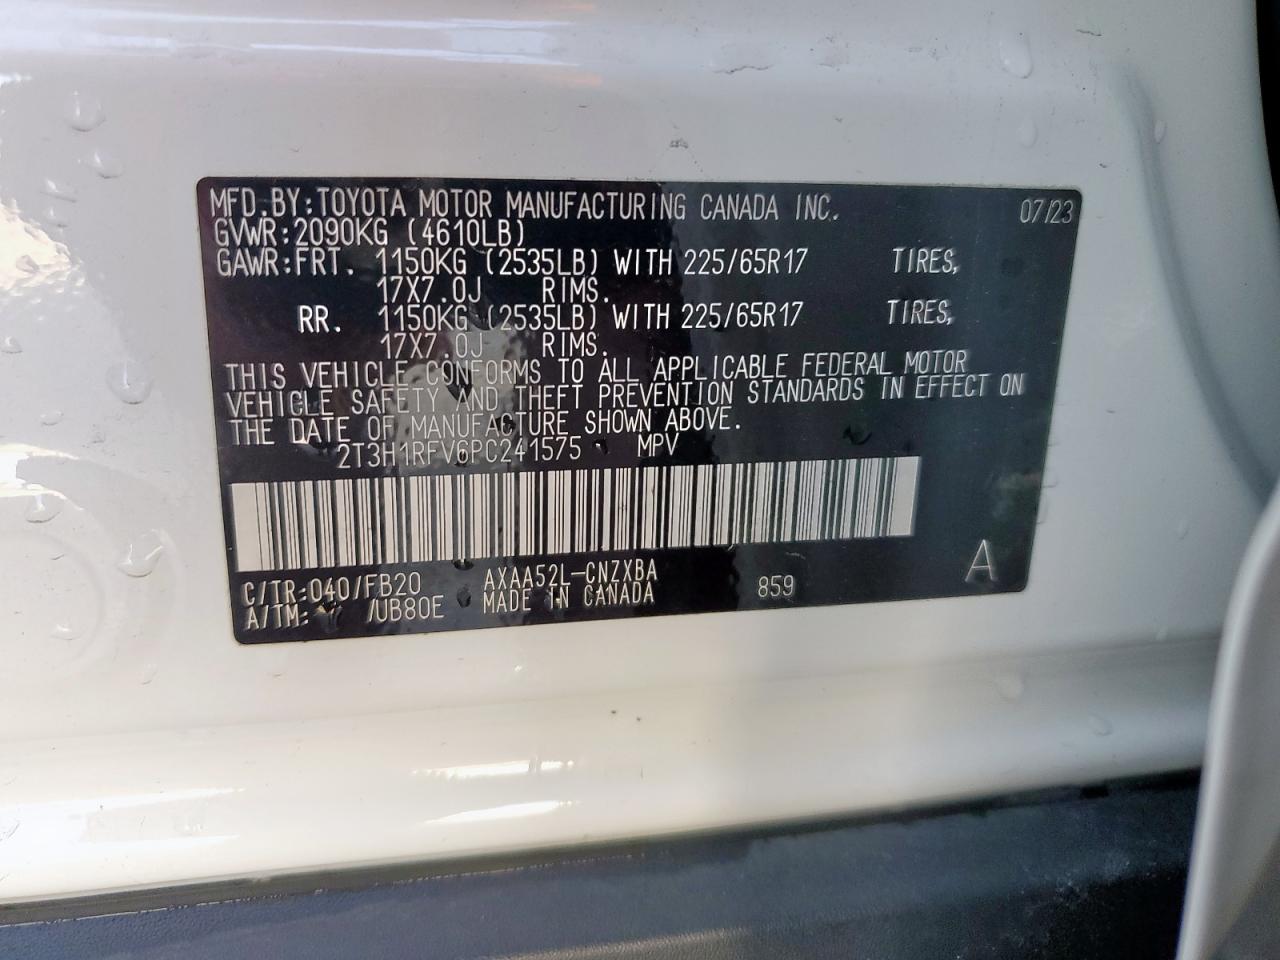 MFD.BY:TOYOTA MOTOR MANUFACTURING CANADA INC. 07/23
GVWR:2090KG (4610LB)
GAWR:FRT. 1150KG (2535LB) WITH 225/65R17 TIRES,
17X7.0J RIMS.
RR. 1150KG (2535LB) WITH 225/65R17 TIRES,
17X7.0J RIMS.
THIS VEHICLE CONFORMS TO ALL APPLICABLE FEDERAL MOTOR
VEHICLE SAFETY AND THEFT PREVENTION STANDARDS IN EFFECT ON
THE DATE OF MANUFACTURE SHOWN ABOVE.
2T3H1RFV6PC241575 MPV
C/TR:040/FB20 AXAA52L-CNZXBA 859 A
A/TM: /UB80E MADE IN CANADA